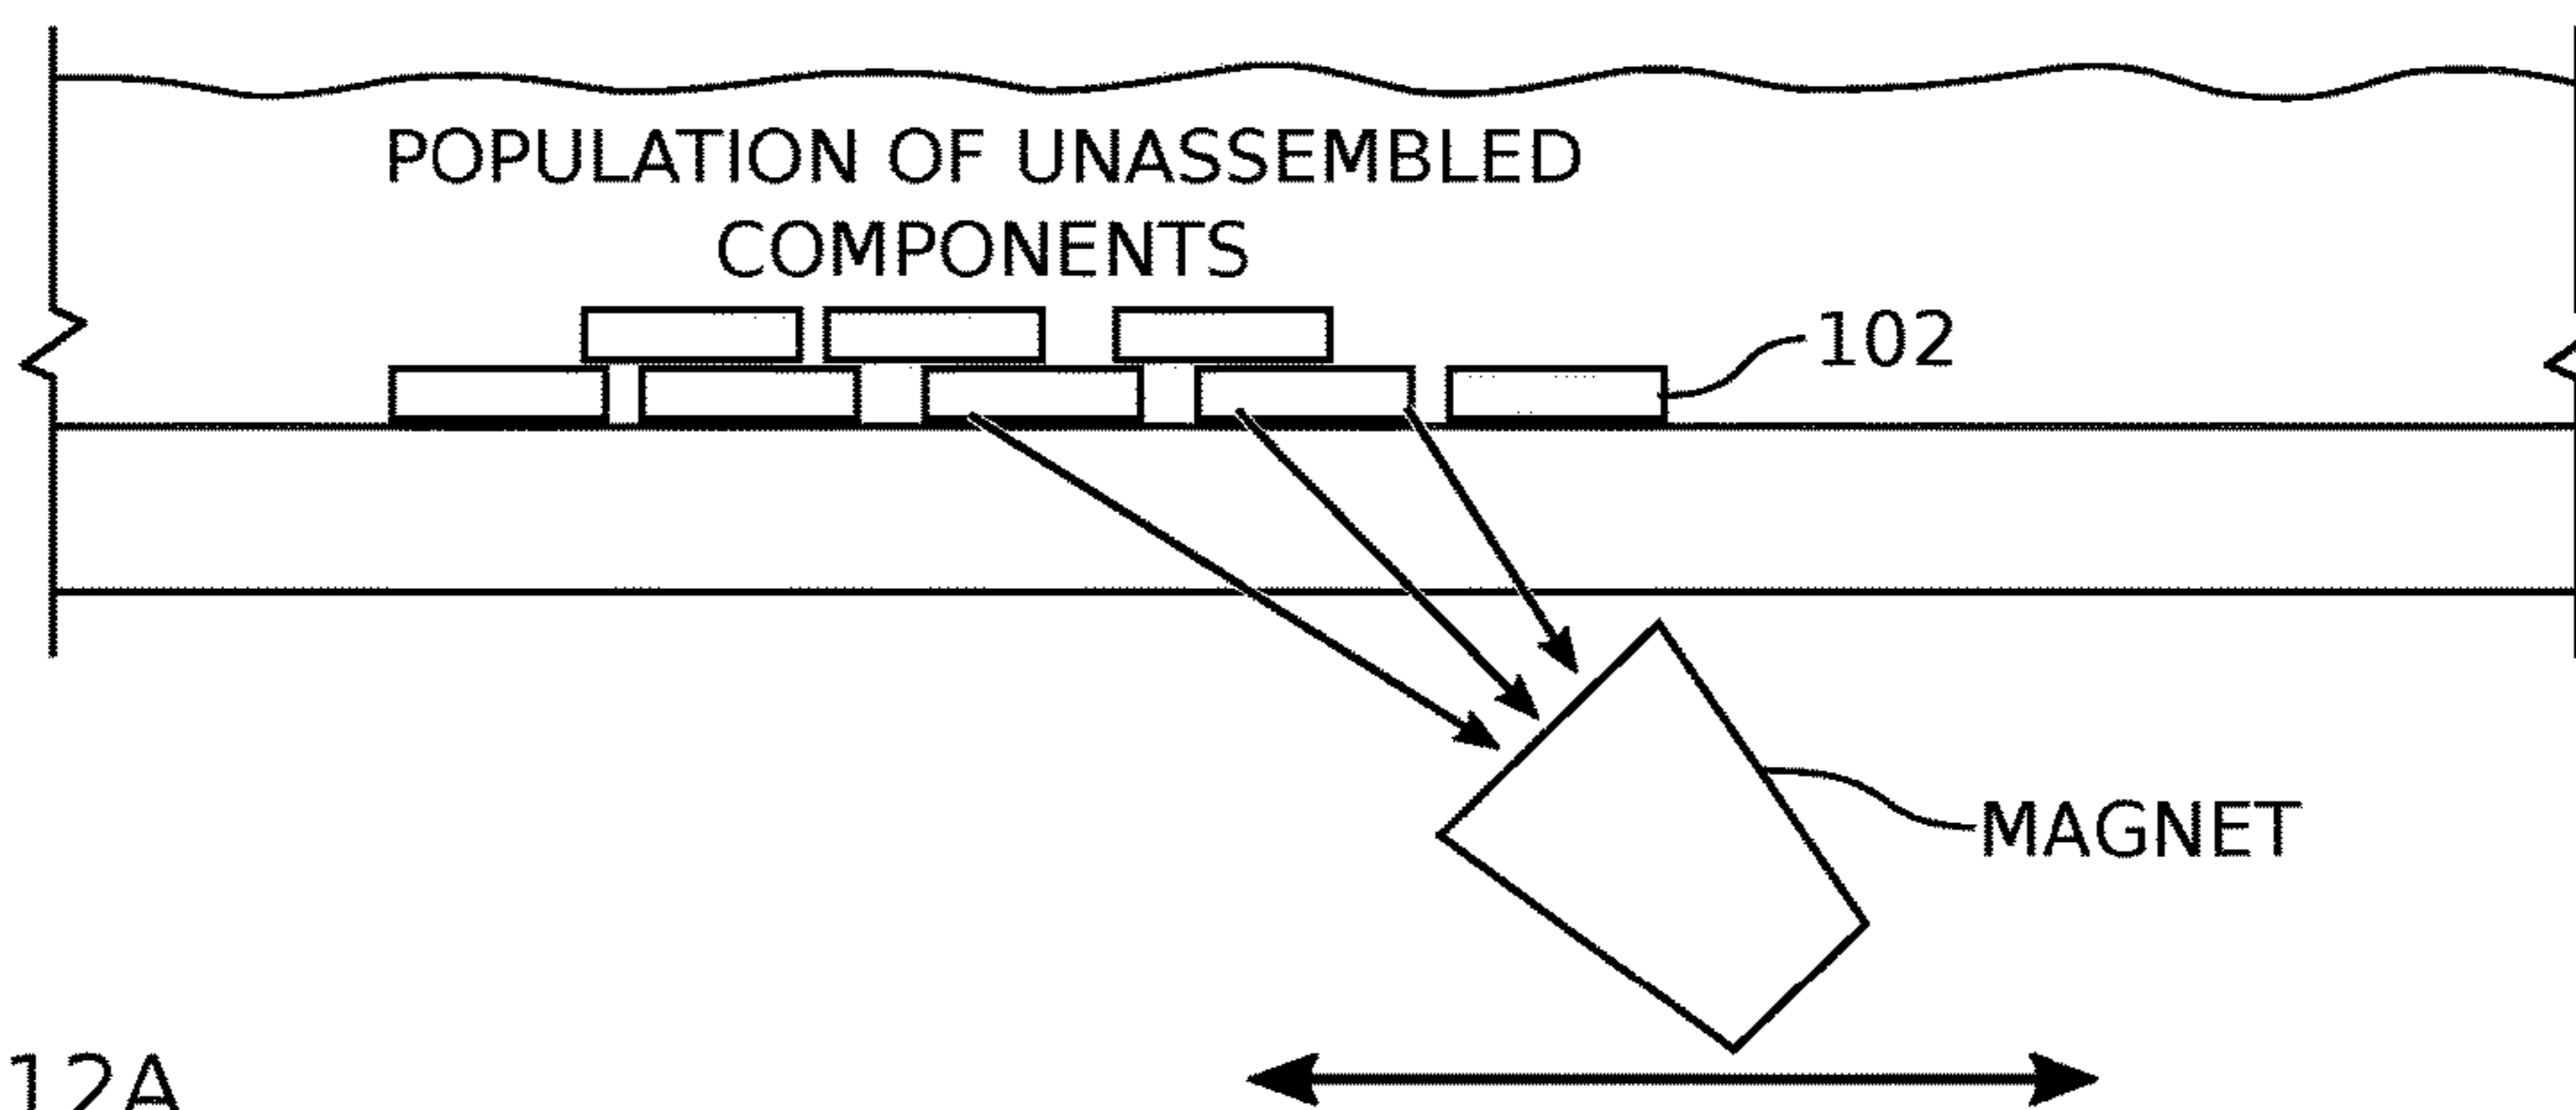 POPULATION OF UNASSEMBLED
COMPONENTS
102
MAGNET
12A